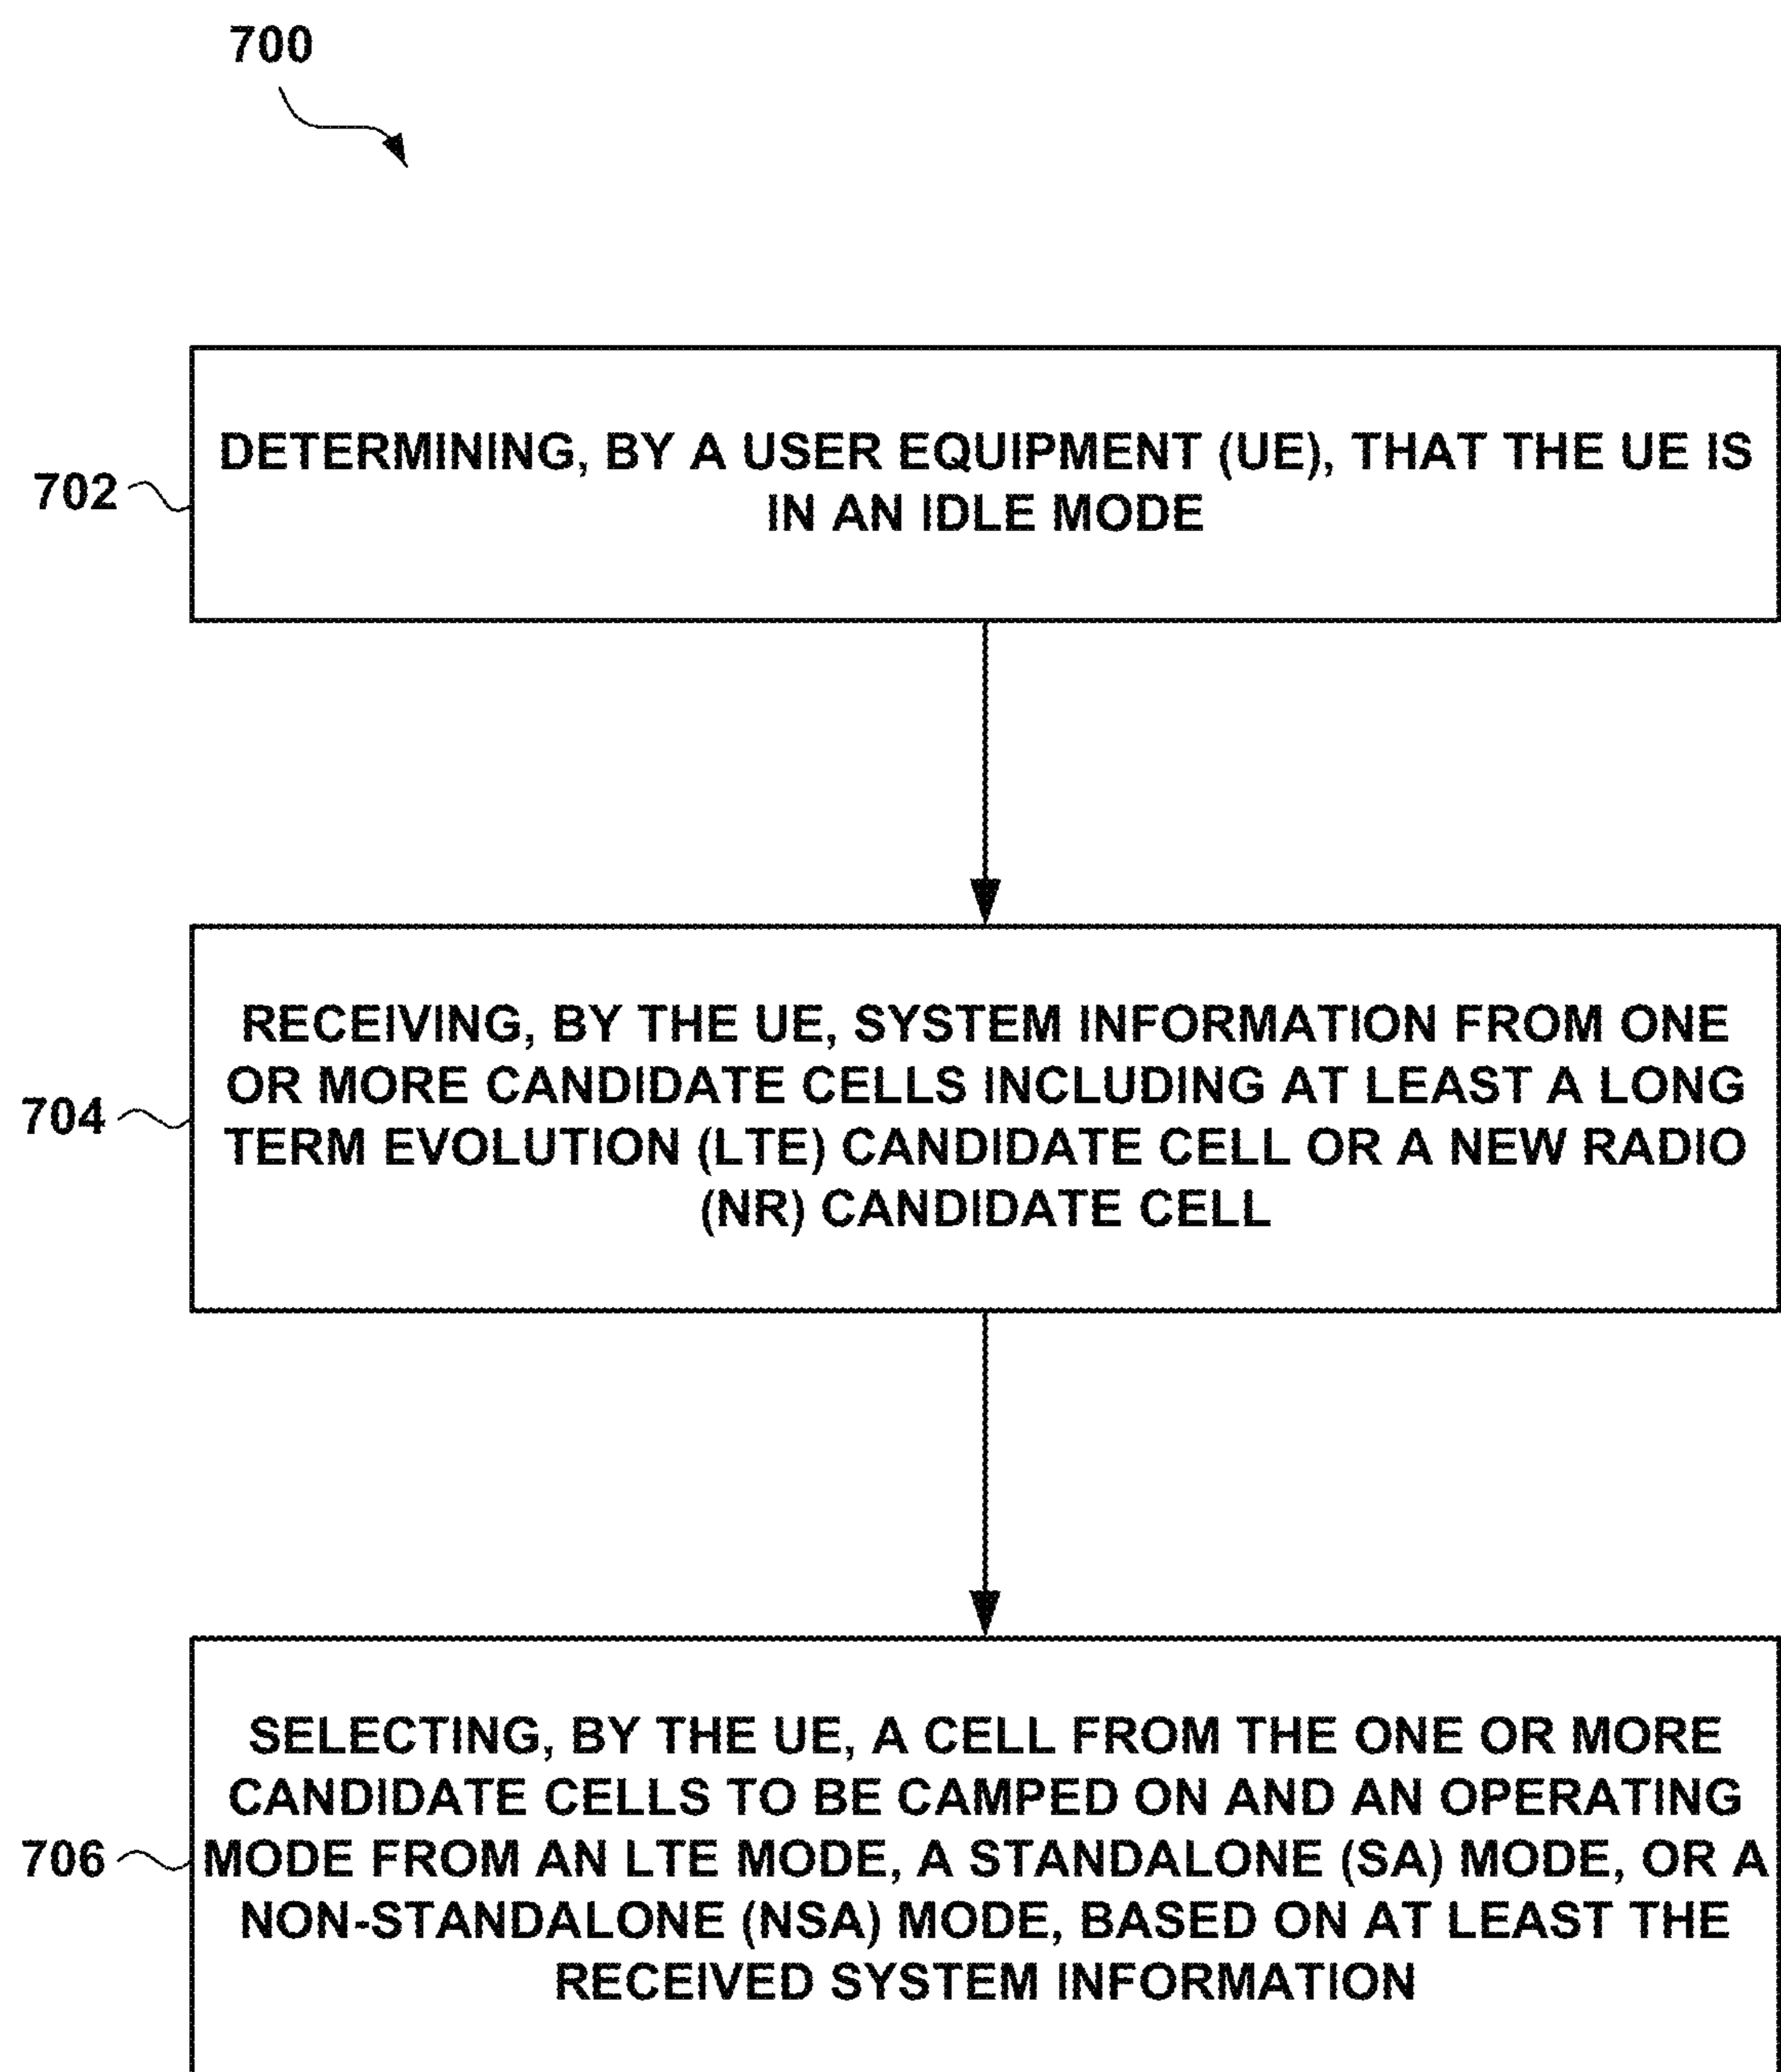 700
702
DETERMINING, BY A USER EQUIPMENT (UE), THAT THE UE IS
IN AN IDLE MODE
704
RECEIVING, BY THE UE, SYSTEM INFORMATION FROM ONE
OR MORE CANDIDATE CELLS INCLUDING AT LEAST A LONG
TERM EVOLUTION (LTE) CANDIDATE CELL OR A NEW RADIO
(NR) CANDIDATE CELL
706
SELECTING, BY THE UE, A CELL FROM THE ONE OR MORE
CANDIDATE CELLS TO BE CAMPED ON AND AN OPERATING
MODE FROM AN LTE MODE, A STANDALONE (SA) MODE, OR A
NON-STANDALONE (NSA) MODE, BASED ON AT LEAST THE
RECEIVED SYSTEM INFORMATION